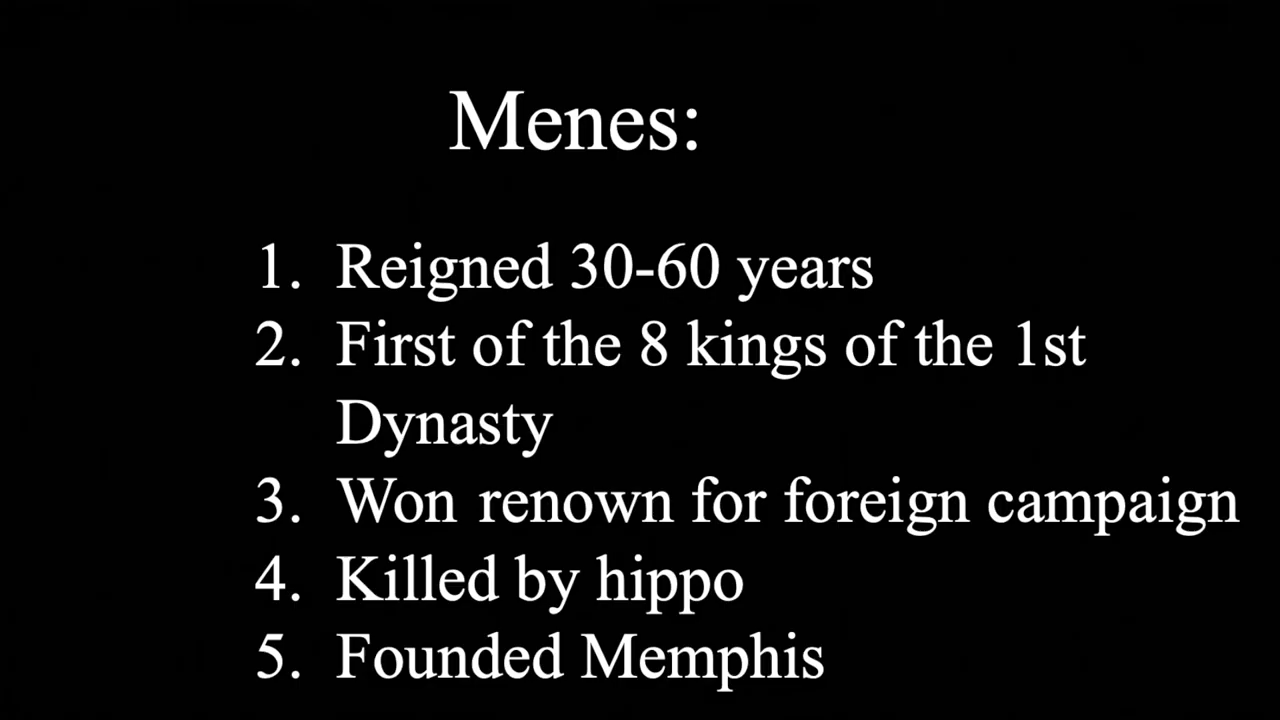 Menes:
1. Reigned 30-60 years
2. First of the 8 kings of the 1st
Dynasty
3. Won renown for foreign campaign
4. Killed by hippo
5. Founded Memphis